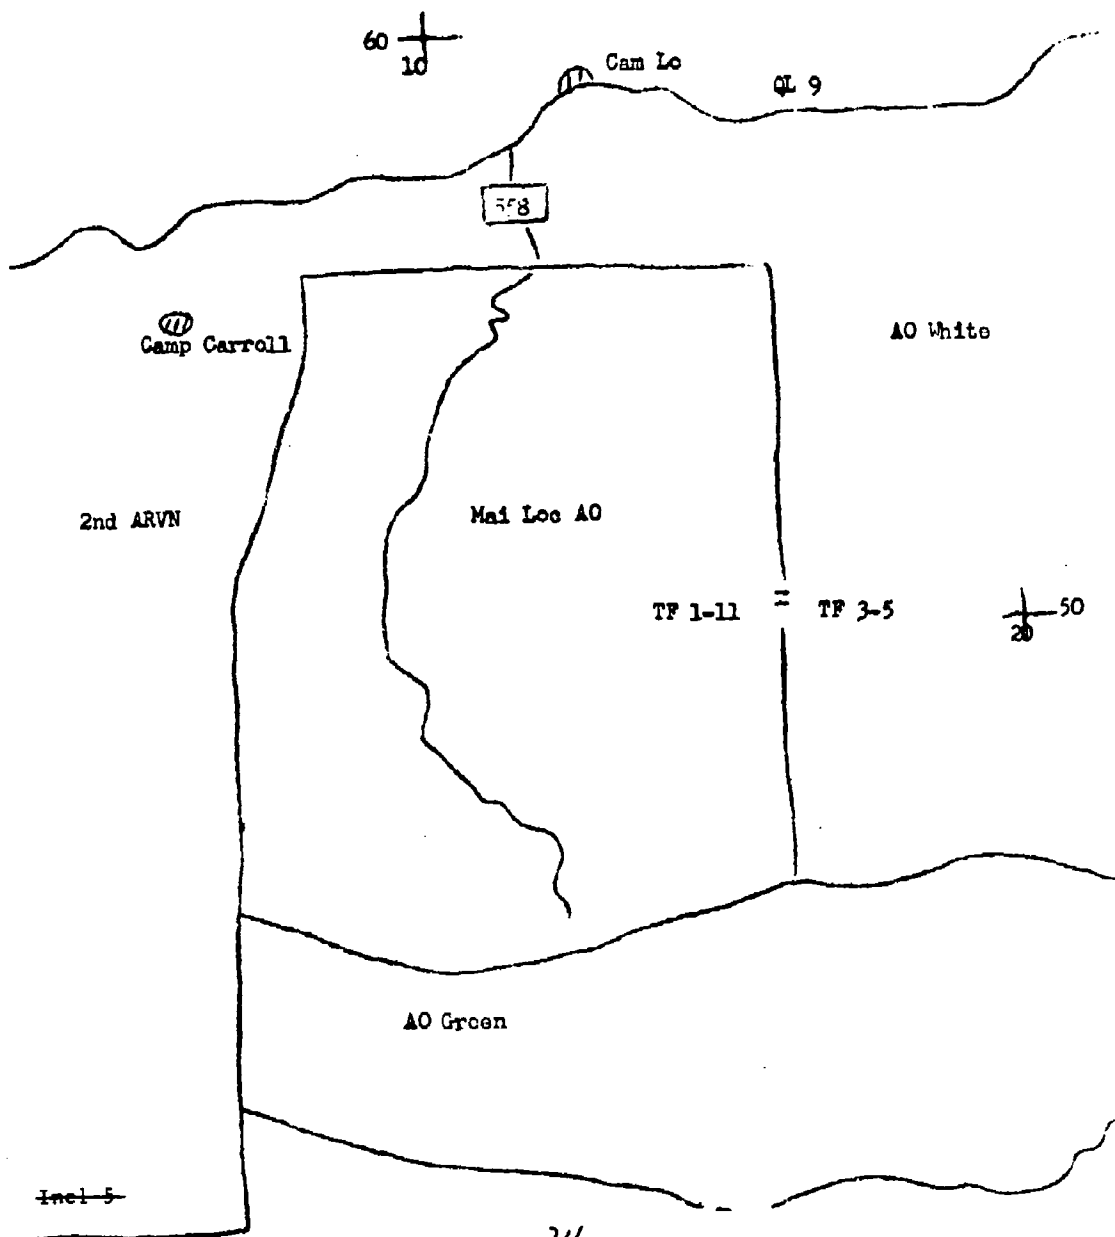 60
10
Cam Lo
QL 9
558
Camp Carroll
AO White
2nd ARVN
Mai Loc AO
TF 1-11 = TF 3-5
50
20
AO Green
Incl 5